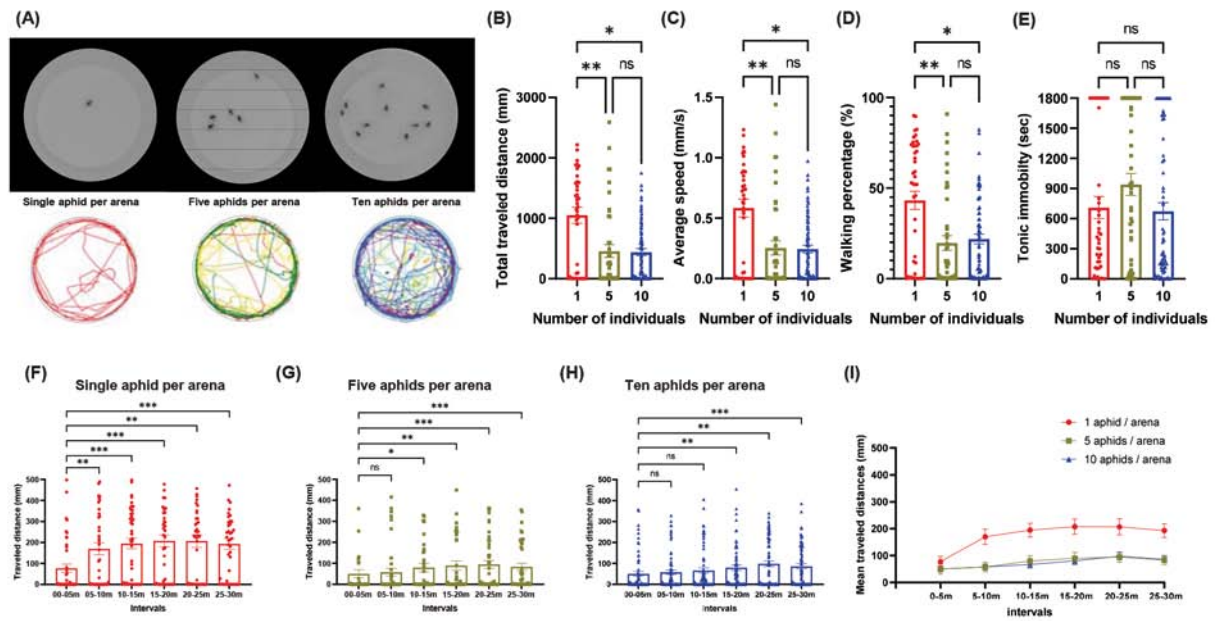 (A)
Single aphid per arena
Five aphids per arena
Ten aphids per arena
(B)
*
**
ns
Total traveled distance (mm)
3000
2000
1000
0
1
5
10
Number of individuals
(C)
*
**
ns
Average speed (mm/s)
1.5
1.0
0.5
0.0
1
5
10
Number of individuals
(D)
*
**
ns
Walking percentage (%)
100
50
0
1
5
10
Number of individuals
(E)
ns
ns
ns
Tonic immobilty (sec)
1800
1500
1200
900
600
300
0
1
5
10
Number of individuals
(F)
Single aphid per arena
***
**
***
***
**
Traveled distance (mm)
500
400
300
200
100
0
00-05m
05-10m
10-15m
15-20m
20-25m
25-30m
Intervals
(G)
Five aphids per arena
***
***
**
*
ns
Traveled distance (mm)
500
400
300
200
100
0
00-05m
05-10m
10-15m
15-20m
20-25m
25-30m
Intervals
(H)
Ten aphids per arena
***
**
**
ns
ns
Traveled distance (mm)
500
400
300
200
100
0
00-05m
05-10m
10-15m
15-20m
20-25m
25-30m
Intervals
(I)
1 aphid / arena
5 aphids / arena
10 aphids / arena
Mean traveled distances (mm)
500
400
300
200
100
0
0-5m
5-10m
10-15m
15-20m
20-25m
25-30m
intervals